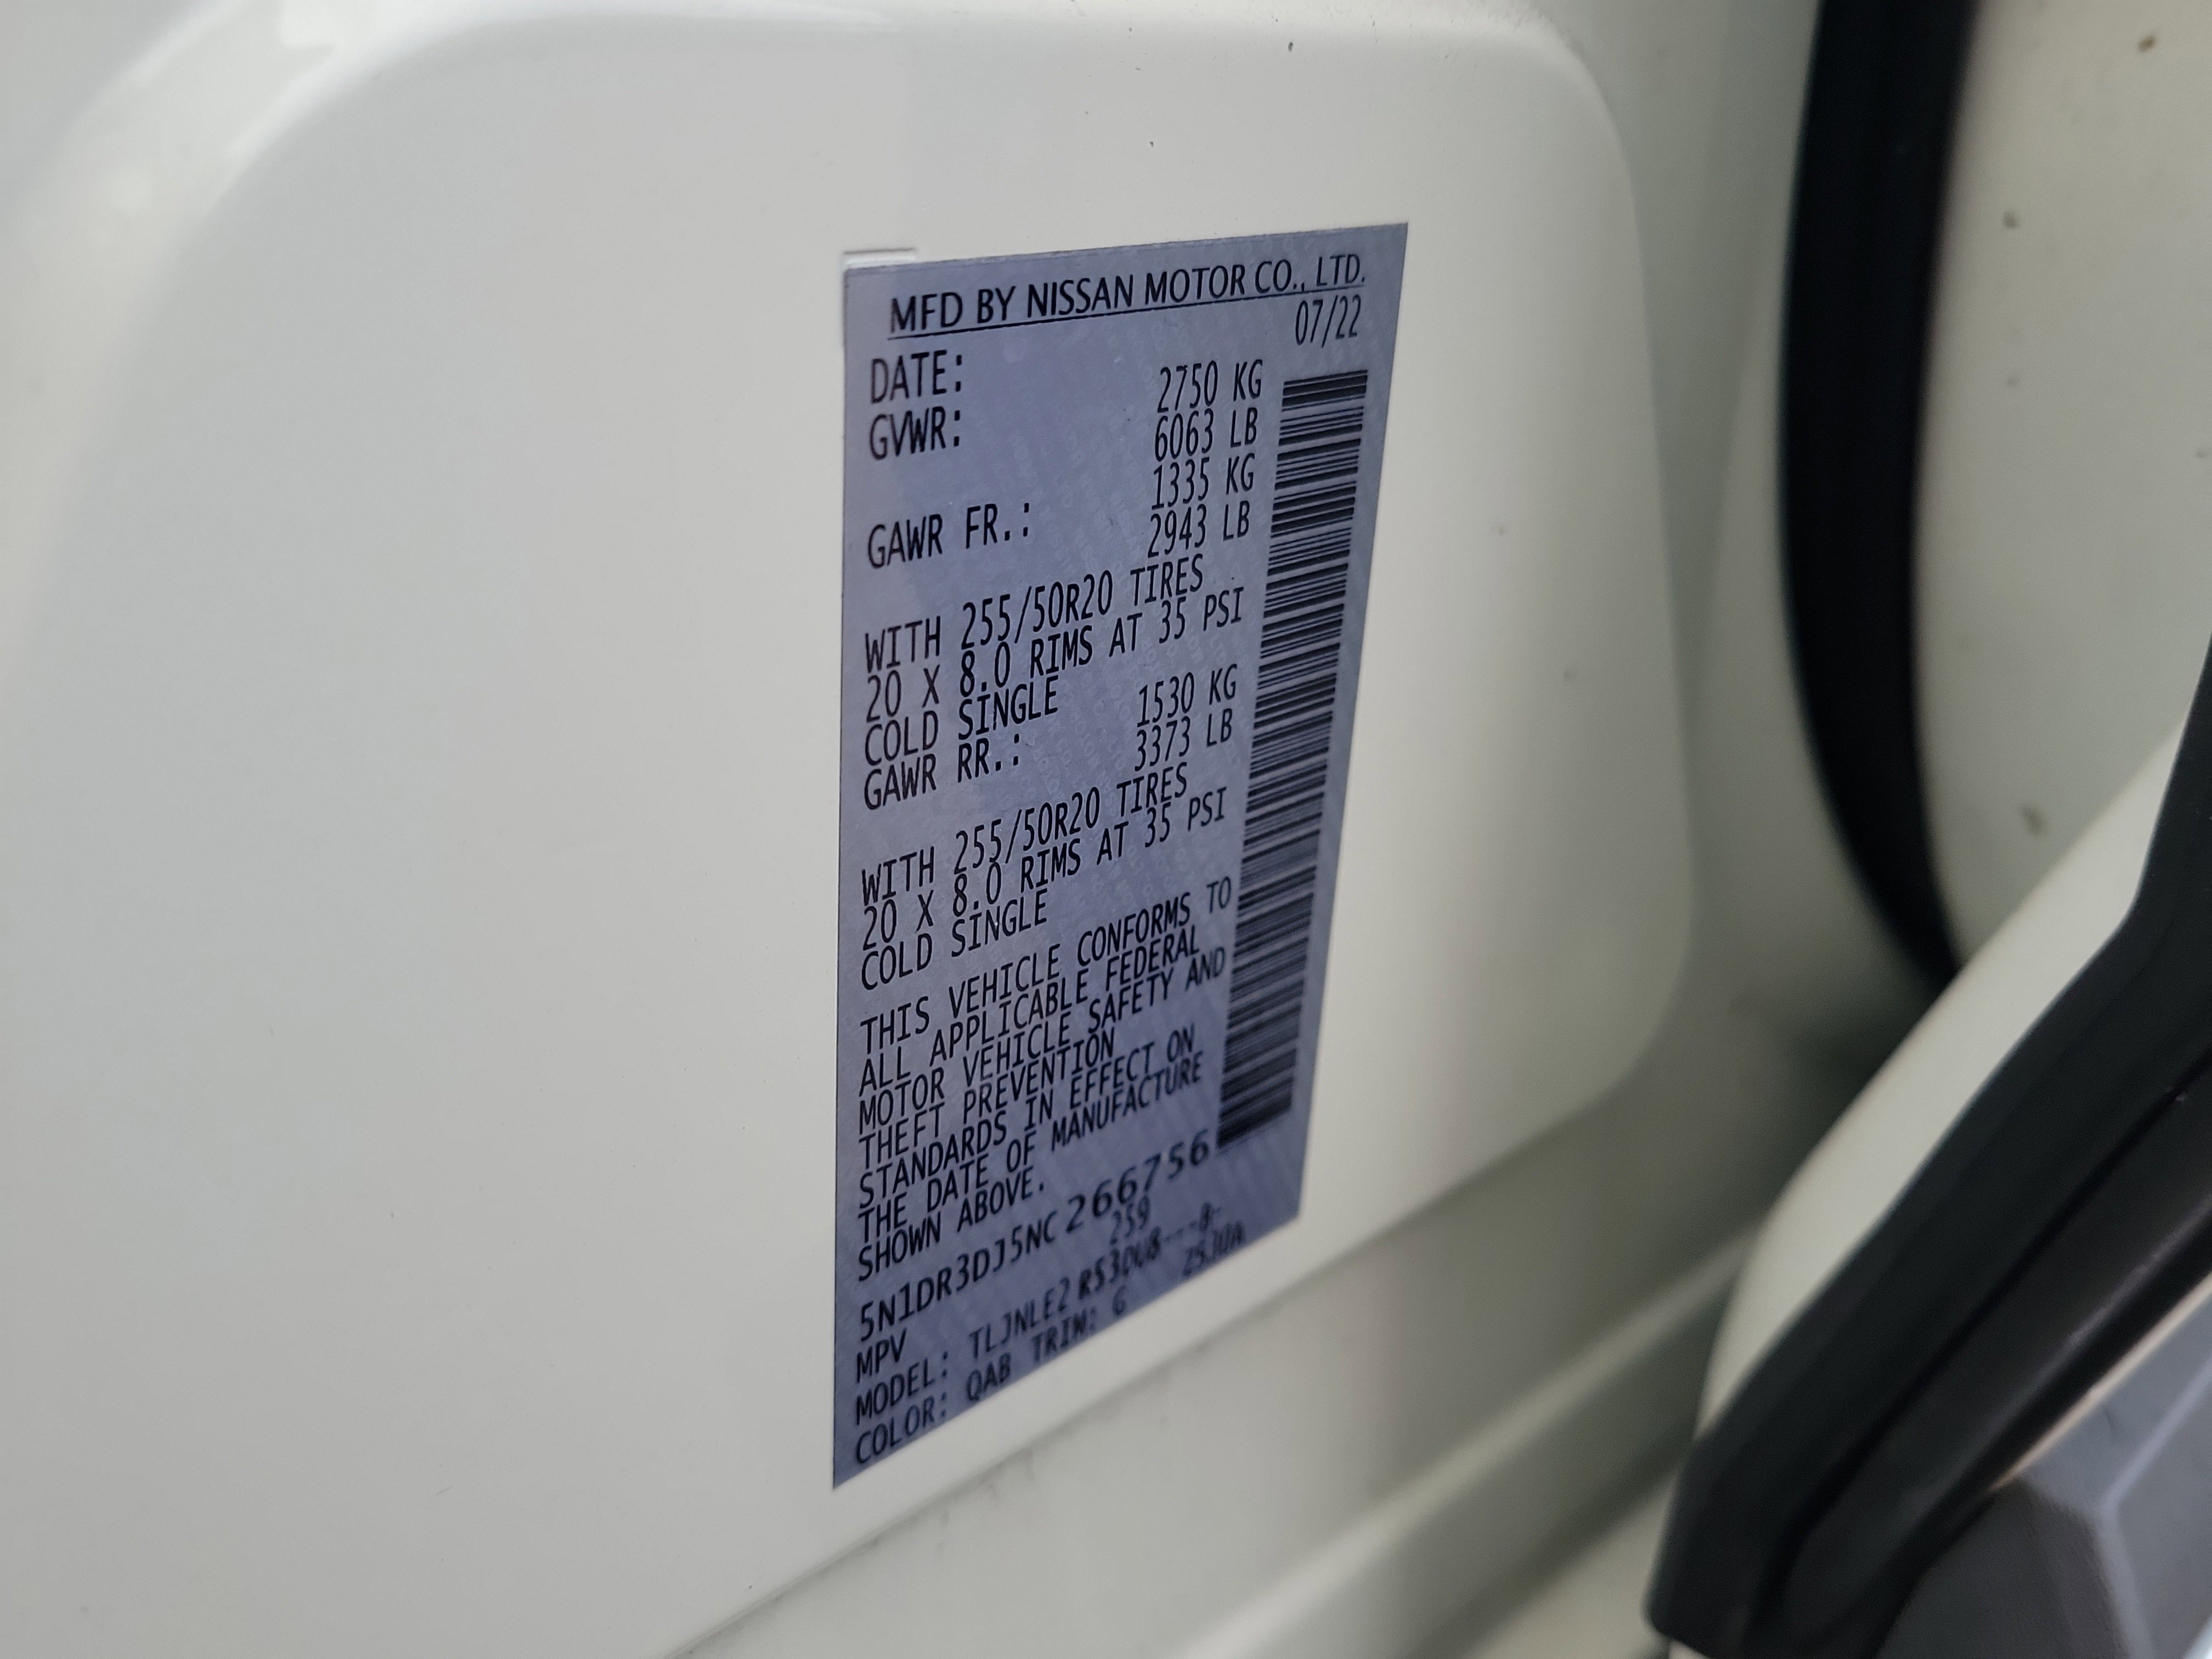 MFD BY NISSAN MOTOR CO., LTD.
DATE: 07/22
GVWR: 2750 KG
6063 LB
GAWR FR.: 1335 KG
2943 LB
WITH 255/50R20 TIRES
20 X 8.0 RIMS AT 35 PSI
COLD SINGLE
GAWR RR.: 1530 KG
3373 LB
WITH 255/50R20 TIRES
20 X 8.0 RIMS AT 35 PSI
COLD SINGLE
THIS VEHICLE CONFORMS TO
ALL APPLICABLE FEDERAL
MOTOR VEHICLE SAFETY AND
THEFT PREVENTION
STANDARDS IN EFFECT ON
THE DATE OF MANUFACTURE
SHOWN ABOVE.
5N1DR3DJ5NC266756
MPV 259
MODEL: TLJNLE2
COLOR: QAB TRIM: G